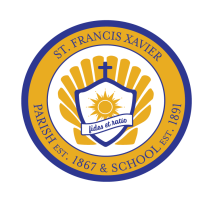 ST. FRANCIS XAVIER
fides et ratio
PARISH EST. 1867 & SCHOOL EST. 1891